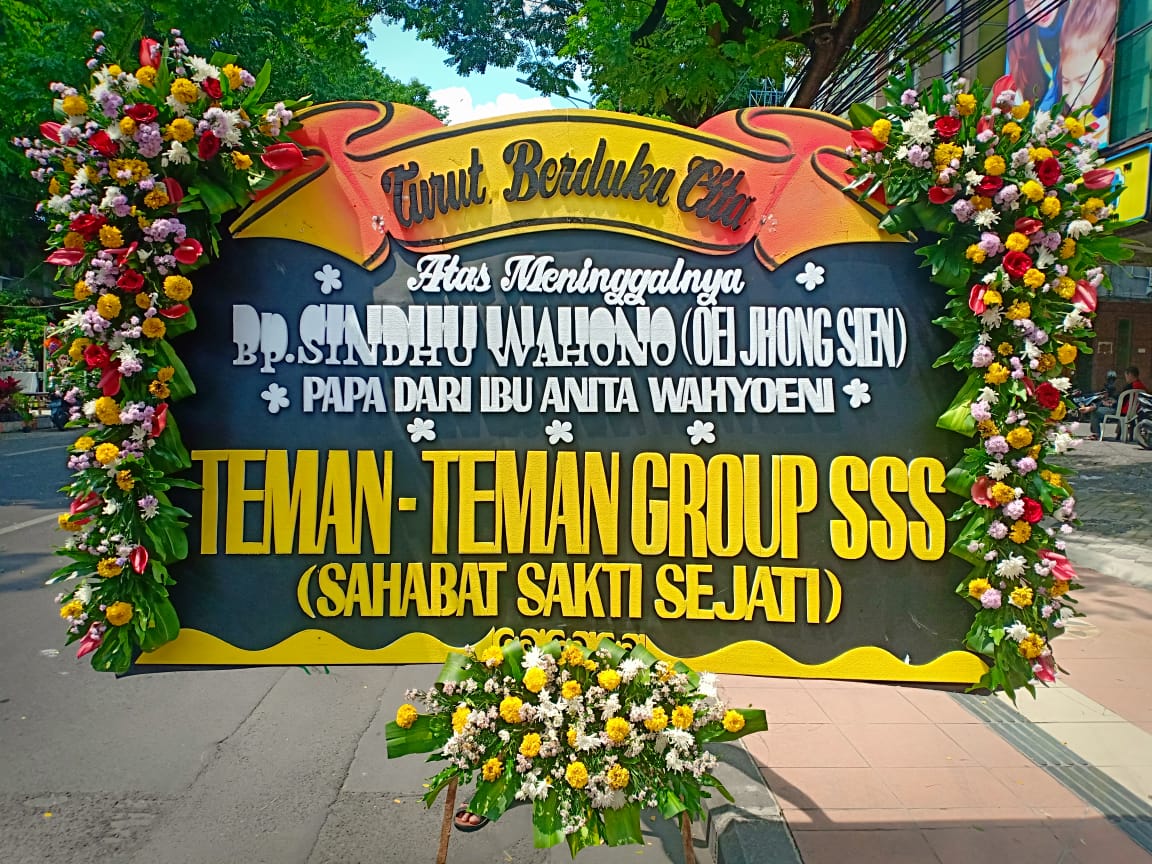 Turut Berduka Cita
Atas Meninggalnya
Bp. SINDHU WAHONO (OEI JHONG SIEN)
PAPA DARI IBU ANITA WAHYOENI
TEMAN - TEMAN GROUP SSS
(SAHABAT SAKTI SEJATI)